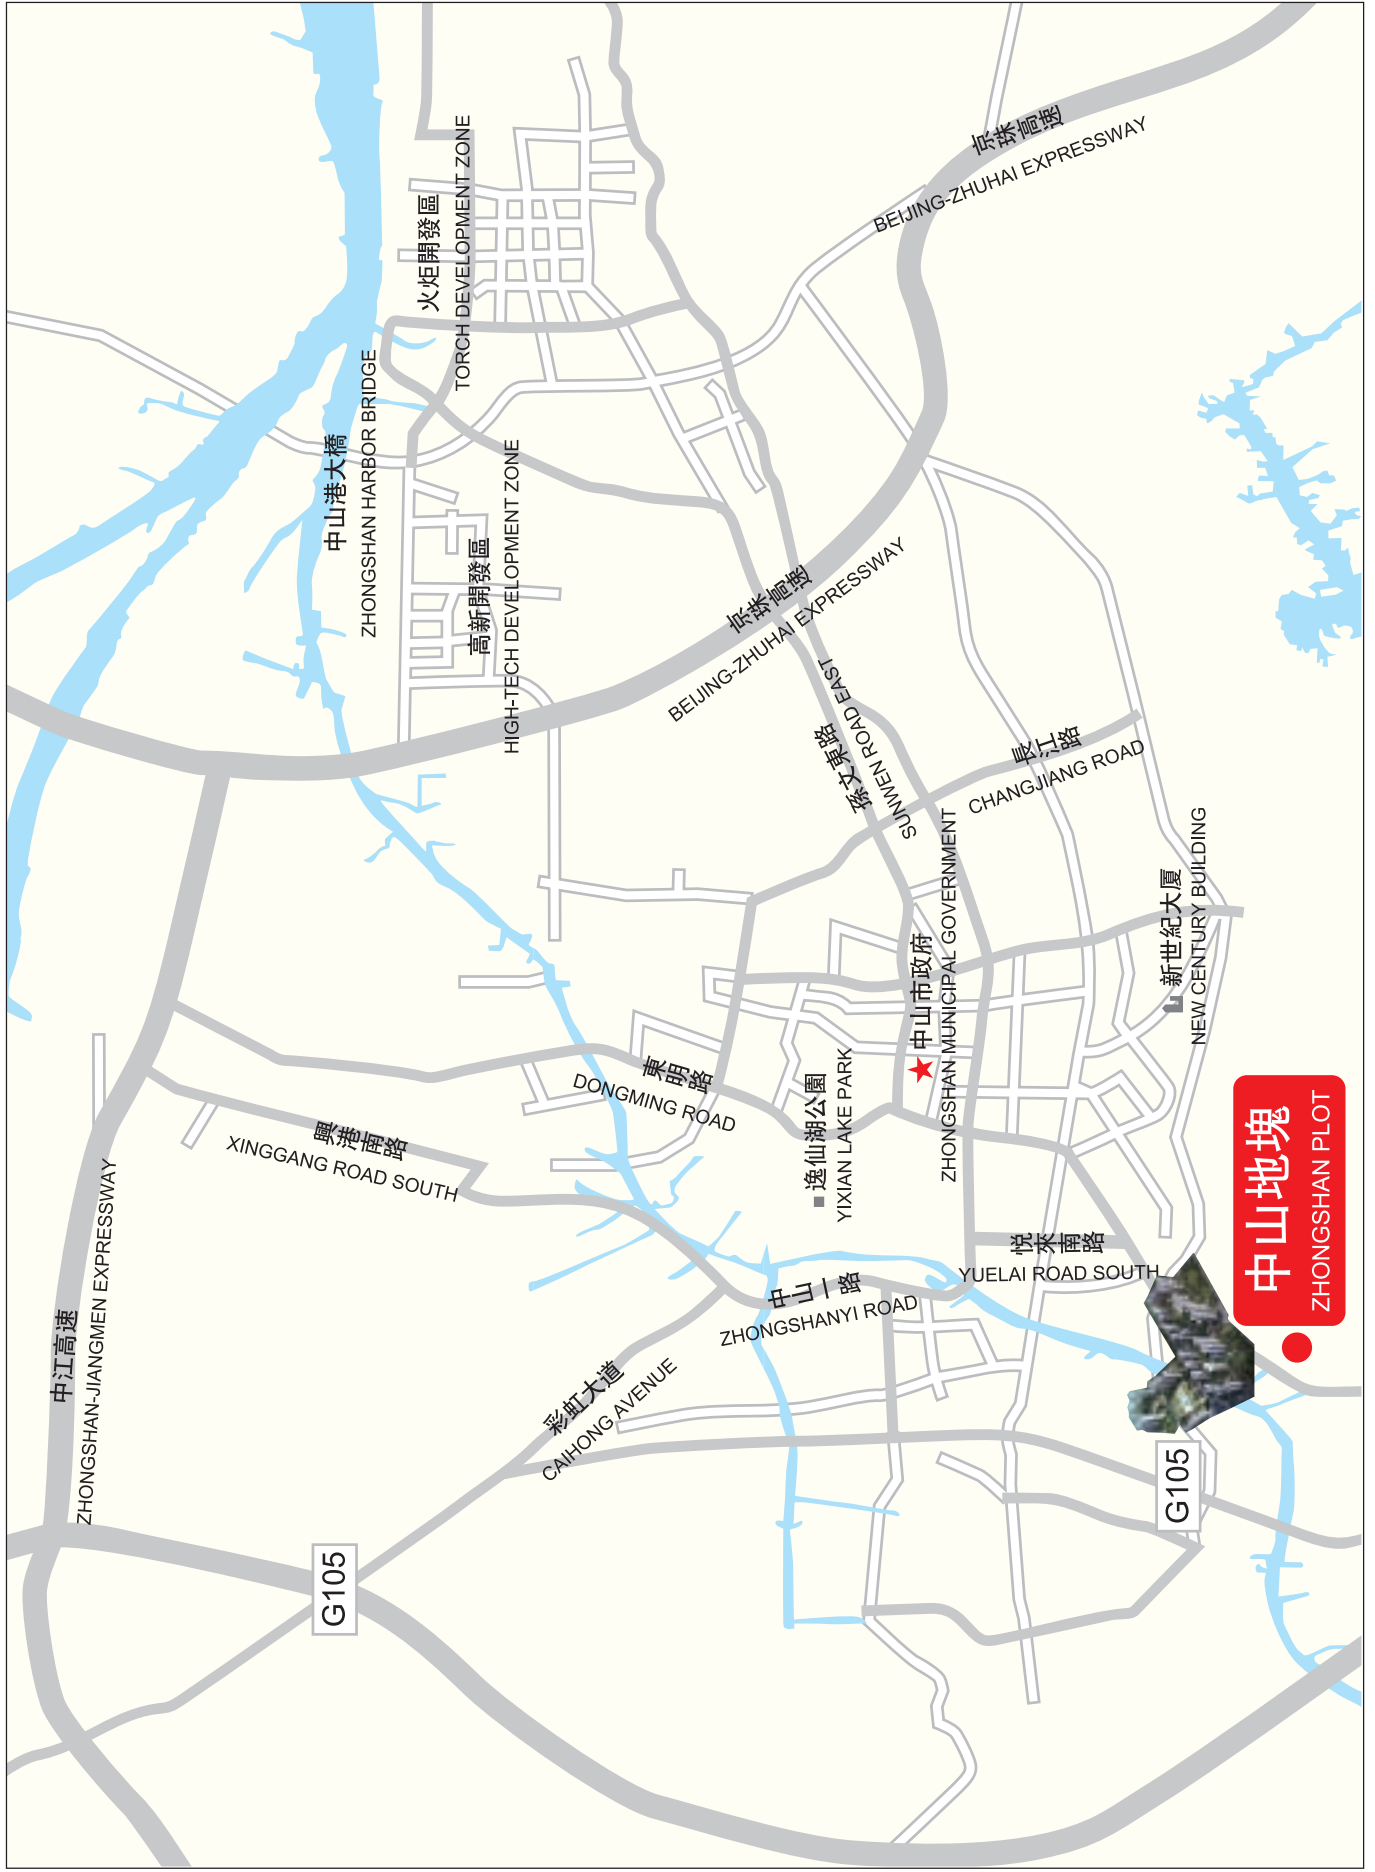 火炬開發區
TORCH DEVELOPMENT ZONE
京珠高速
BEIJING-ZHUHAI EXPRESSWAY
中山港大橋
ZHONGSHAN HARBOR BRIDGE
高新開發區
HIGH-TECH DEVELOPMENT ZONE
京珠高速
BEIJING-ZHUHAI EXPRESSWAY
孫文東路
SUNWEN ROAD EAST
長江路
CHANGJIANG ROAD
新世紀大厦
NEW CENTURY BUILDING
中山市政府
ZHONGSHAN MUNICIPAL GOVERNMENT
東明路
DONGMING ROAD
逸仙湖公園
YIXIAN LAKE PARK
興港南路
XINGGANG ROAD SOUTH
中江高速
ZHONGSHAN-JIANGMEN EXPRESSWAY
悦來南路
YUELAI ROAD SOUTH
中山一路
ZHONGSHANYI ROAD
彩虹大道
CAIHONG AVENUE
中山地塊
ZHONGSHAN PLOT
G105
G105